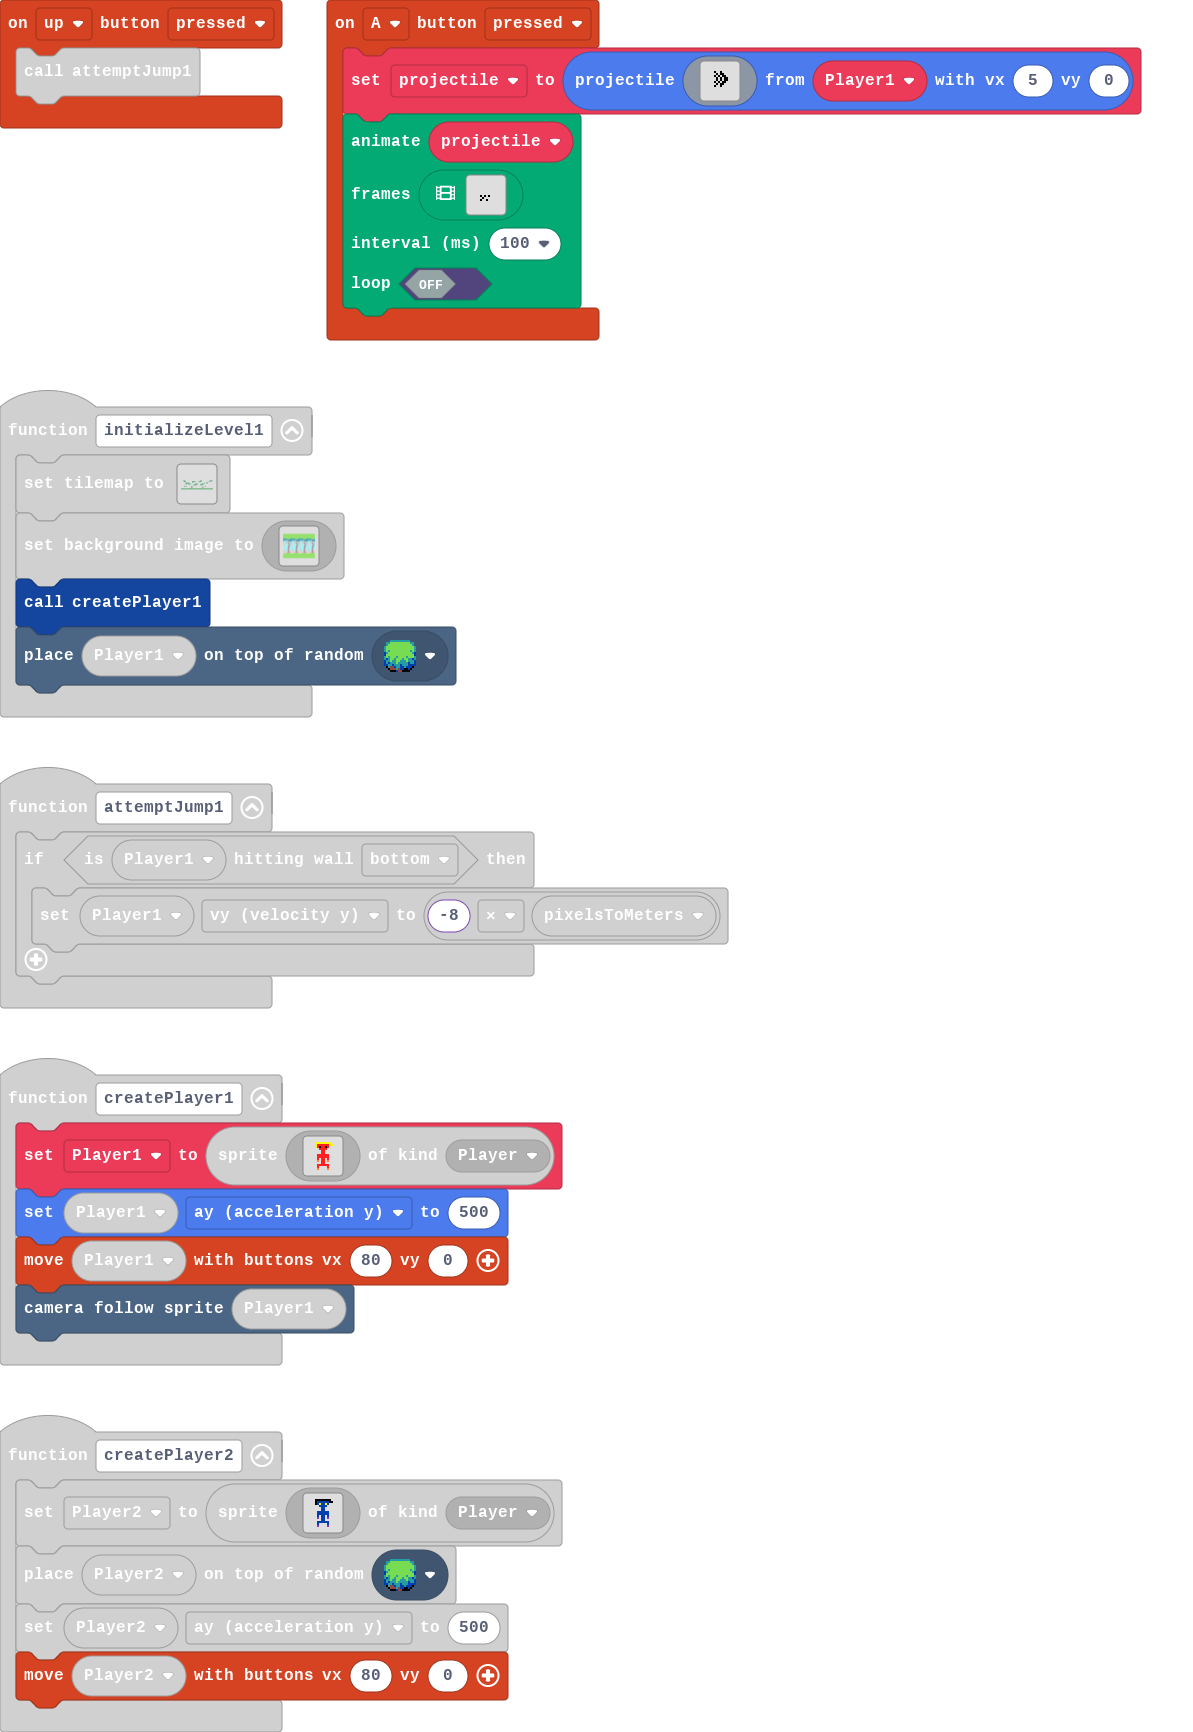 on up button pressed
call attemptJump1
on A button pressed
set projectile to projectile from Player1 with vx 5 vy 0
animate projectile
frames
interval (ms) 100
loop OFF
function initializeLevel1
set tilemap to
set background image to
call createPlayer1
place Player1 on top of random
function attemptJump1
if is Player1 hitting wall bottom then
set Player1 vy (velocity y) to -8 × pixelsToMeters
function createPlayer1
set Player1 to sprite of kind Player
set Player1 ay (acceleration y) to 500
move Player1 with buttons vx 80 vy 0
camera follow sprite Player1
function createPlayer2
set Player2 to sprite of kind Player
place Player2 on top of random
set Player2 ay (acceleration y) to 500
move Player2 with buttons vx 80 vy 0